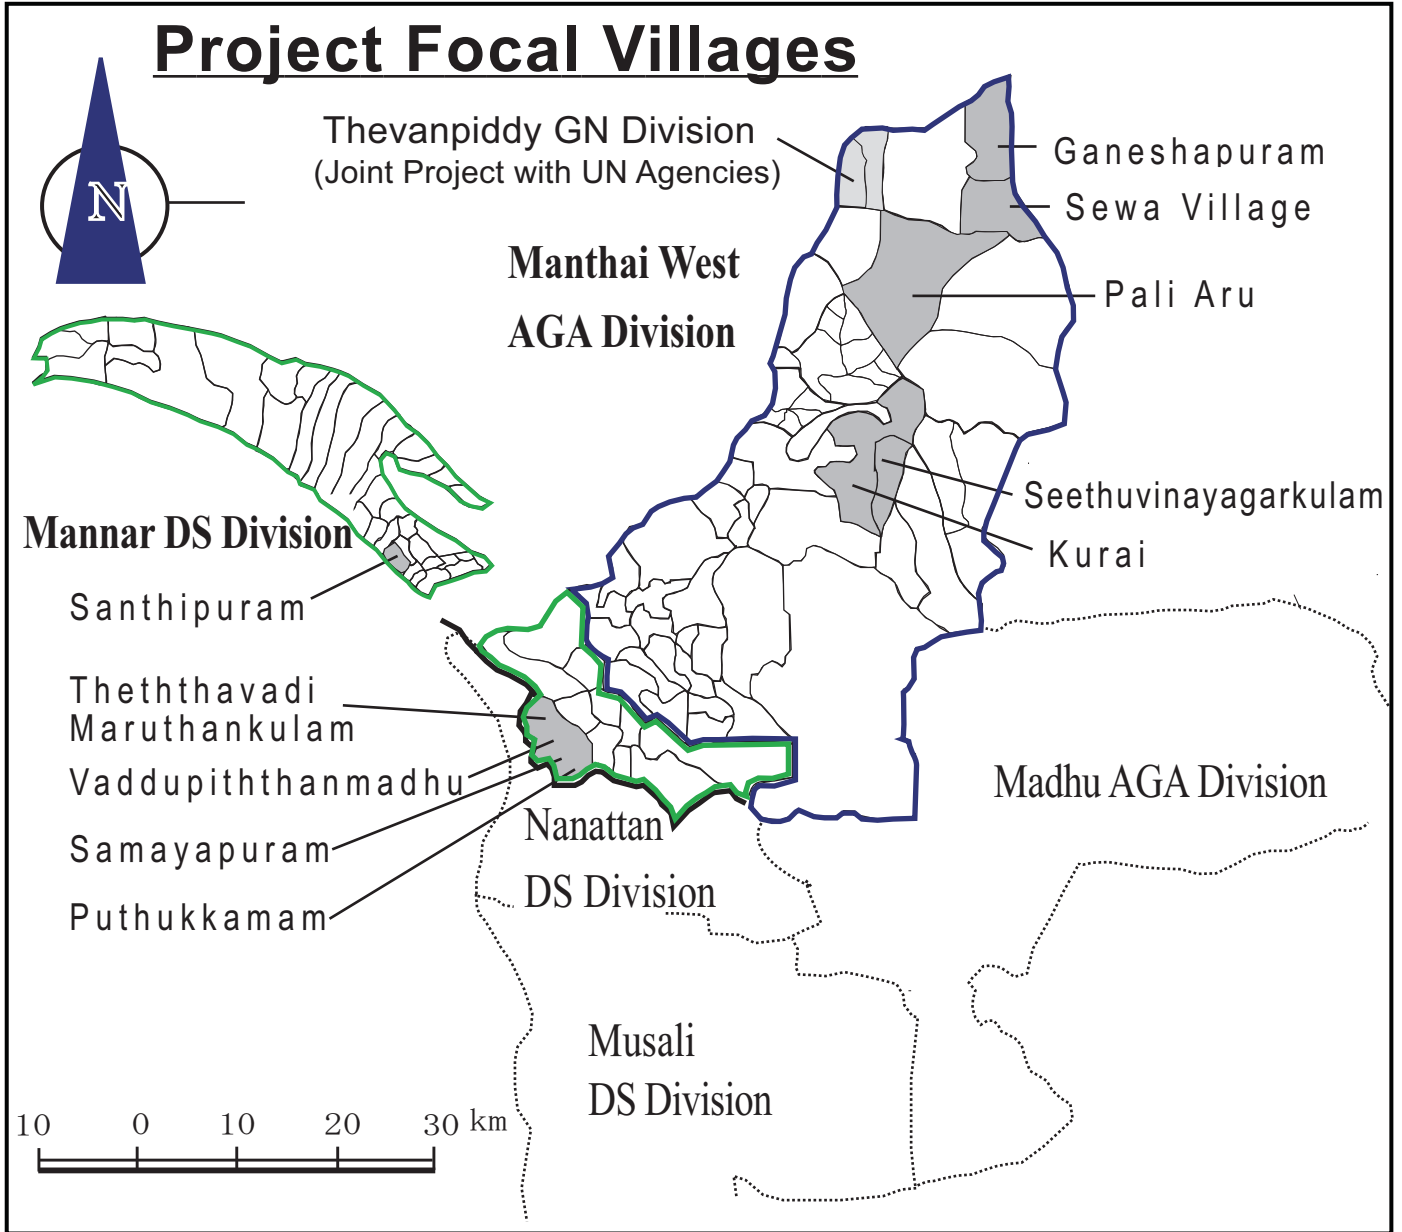 Project Focal Villages
N
Thevanpiddy GN Division
(Joint Project with UN Agencies)
Ganeshapuram
Sewa Village
Manthai West
AGA Division
Pali Aru
Mannar DS Division
Seethuvinayagarkulam
Kurai
Santhipuram
Theththavadi
Maruthankulam
Vaddupiththanmadhu
Samayapuram
Puthukkamam
Nanattan
DS Division
Madhu AGA Division
Musali
DS Division
10 0 10 20 30 km